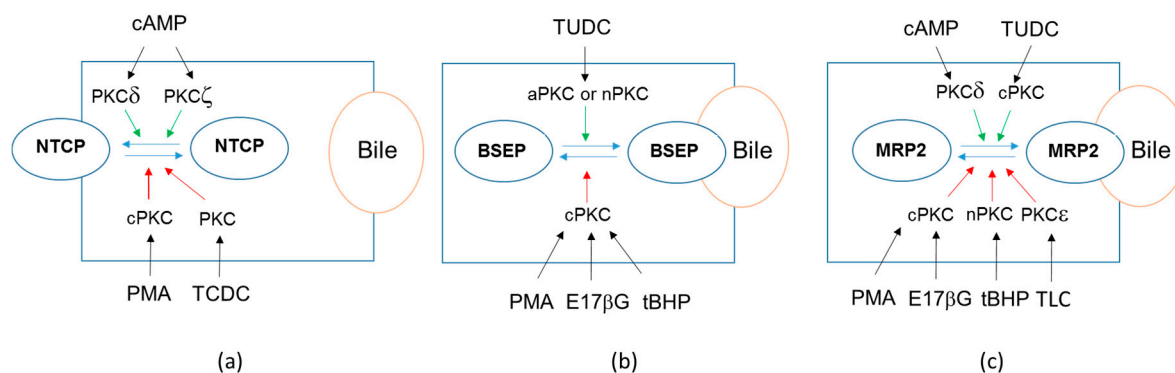 cAMP
PKCδ PKCζ
NTCP NTCP Bile
cPKC PKC
PMA TCDC
(a)
TUDC
aPKC or nPKC
BSEP BSEP Bile
cPKC
PMA E17βG tBHP
(b)
cAMP TUDC
PKCδ cPKC
MRP2 MRP2 Bile
cPKC nPKC PKCε
PMA E17βG tBHP TLC
(c)